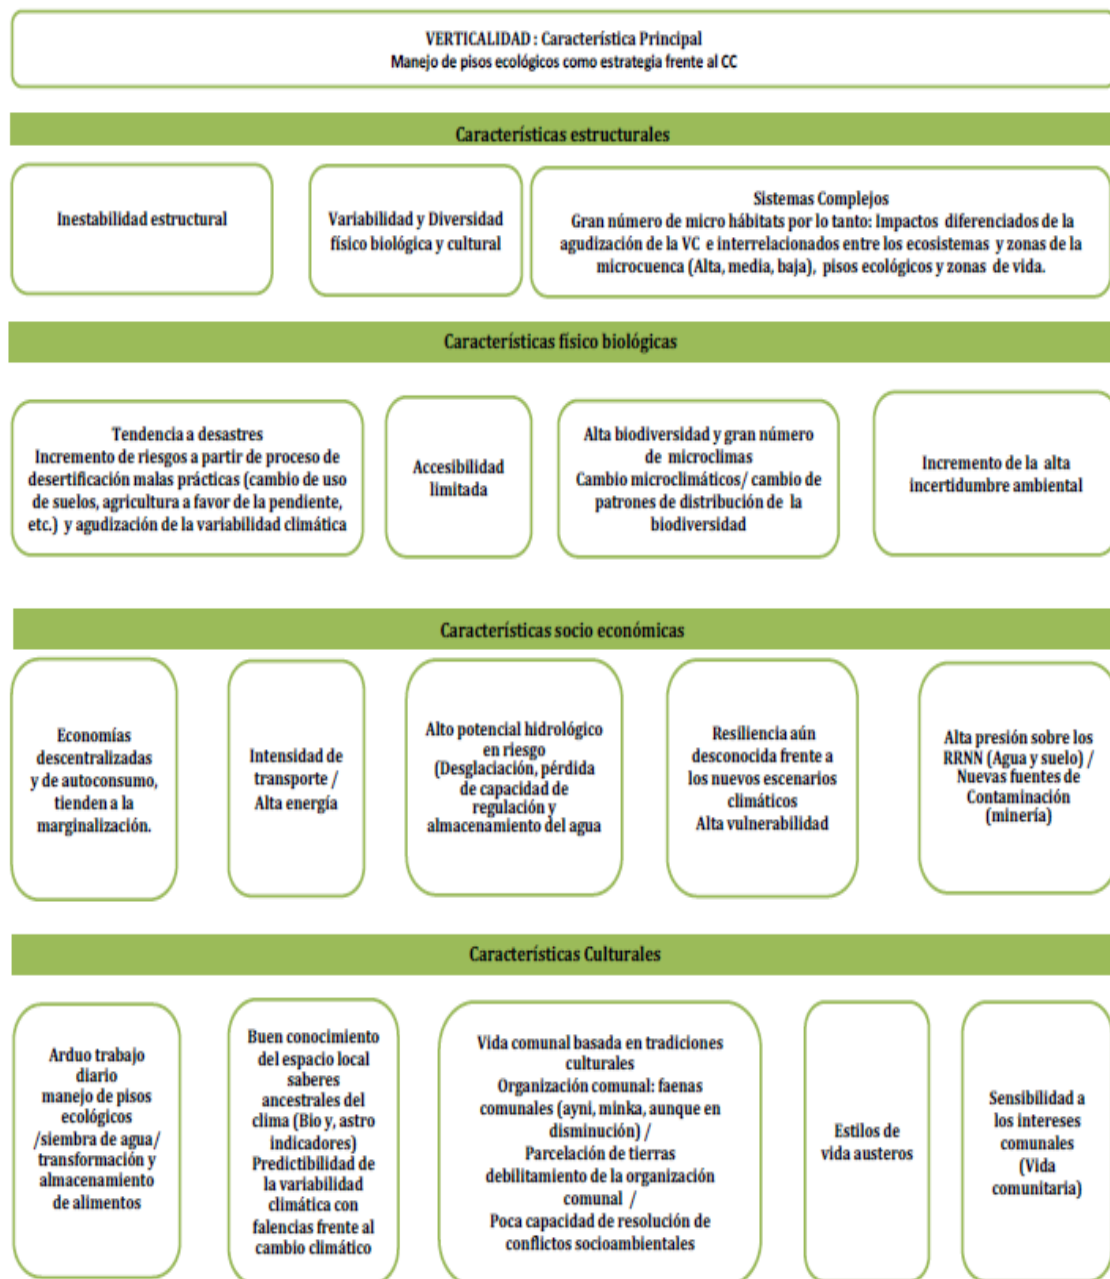 VERTICALIDAD : Característica Principal
Manejo de pisos ecológicos como estrategia frente al CC
Características estructurales
Inestabilidad estructural
Variabilidad y Diversidad
físico biológica y cultural
Sistemas Complejos
Gran número de micro hábitats por lo tanto: Impactos diferenciados de la
agudización de la VC e interrelacionados entre los ecosistemas y zonas de la
microcuenca (Alta, media, baja), pisos ecológicos y zonas de vida.
Características físico biológicas
Tendencia a desastres
Incremento de riesgos a partir de proceso de
desertificación malas prácticas (cambio de uso
de suelos, agricultura a favor de la pendiente,
etc.) y agudización de la variabilidad climática
Accesibilidad
limitada
Alta biodiversidad y gran número
de microclimas
Cambio microclimáticos/ cambio de
patrones de distribución de la
biodiversidad
Incremento de la alta
incertidumbre ambiental
Características socio económicas
Economías
descentralizadas
y de autoconsumo,
tienden a la
marginalización.
Intensidad de
transporte /
Alta energía
Alto potencial hidrológico
en riesgo
(Desglaciación, pérdida
de capacidad de
regulación y
almacenamiento del agua
Resiliencia aún
desconocida frente a
los nuevos escenarios
climáticos
Alta vulnerabilidad
Alta presión sobre los
RRNN (Agua y suelo) /
Nuevas fuentes de
Contaminación
(minería)
Características Culturales
Arduo trabajo
diario
manejo de pisos
ecológicos
/siembra de agua/
transformación y
almacenamiento
de alimentos
Buen conocimiento
del espacio local
saberes
ancestrales del
clima (Bio y, astro
indicadores)
Predictibilidad de
la variabilidad
climática con
falencias frente al
cambio climático
Vida comunal basada en tradiciones
culturales
Organización comunal: faenas
comunales (ayni, minka, aunque en
disminución) /
Parcelación de tierras
debilitamiento de la organización
comunal /
Poca capacidad de resolución de
conflictos socioambientales
Estilos de
vida austeros
Sensibilidad a
los intereses
comunales
(Vida
comunitaria)